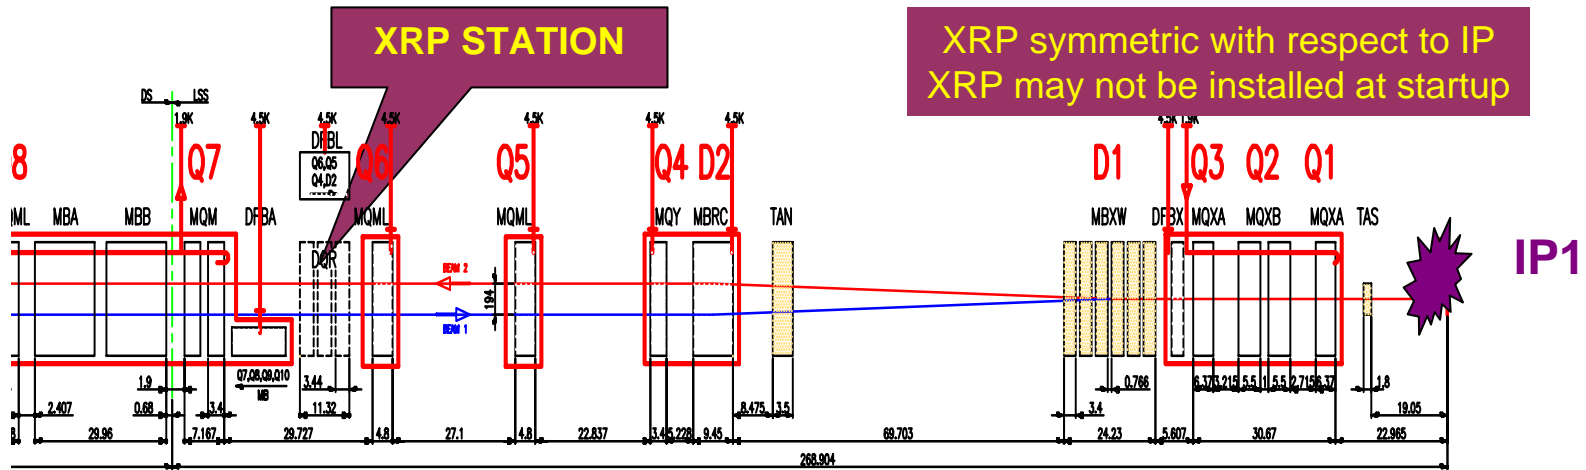 XRP STATION
XRP symmetric with respect to IP
XRP may not be installed at startup
DS LSS
1.9K 4.5K 4.5K 4.5K 4.5K 4.5K 4.5K 4.5K 1.9K
DFBL
Q6,Q5
Q4,D2
8 Q7 Q6 Q5 Q4 D2 D1 Q3 Q2 Q1
QML MBA MBB MQM DFBA MQML MQML MQY MBRC TAN MBXW DFBX MQXA MQXB MQXA TAS
DQR
IP1
BEAM 2
194
BEAM 1
Q7,Q8,Q9,Q10
MB
1.9 3.44 0.766 6.37 3.215 5.5 1 5.5 2.715 6.37 1.8
2.407 0.68 3.4 11.32 8.475 3.5 3.4 19.05
8 29.96 7.167 29.727 4.8 27.1 4.8 22.837 3.4 5.228 9.45 69.703 24.23 5.607 30.67 22.965
268.904